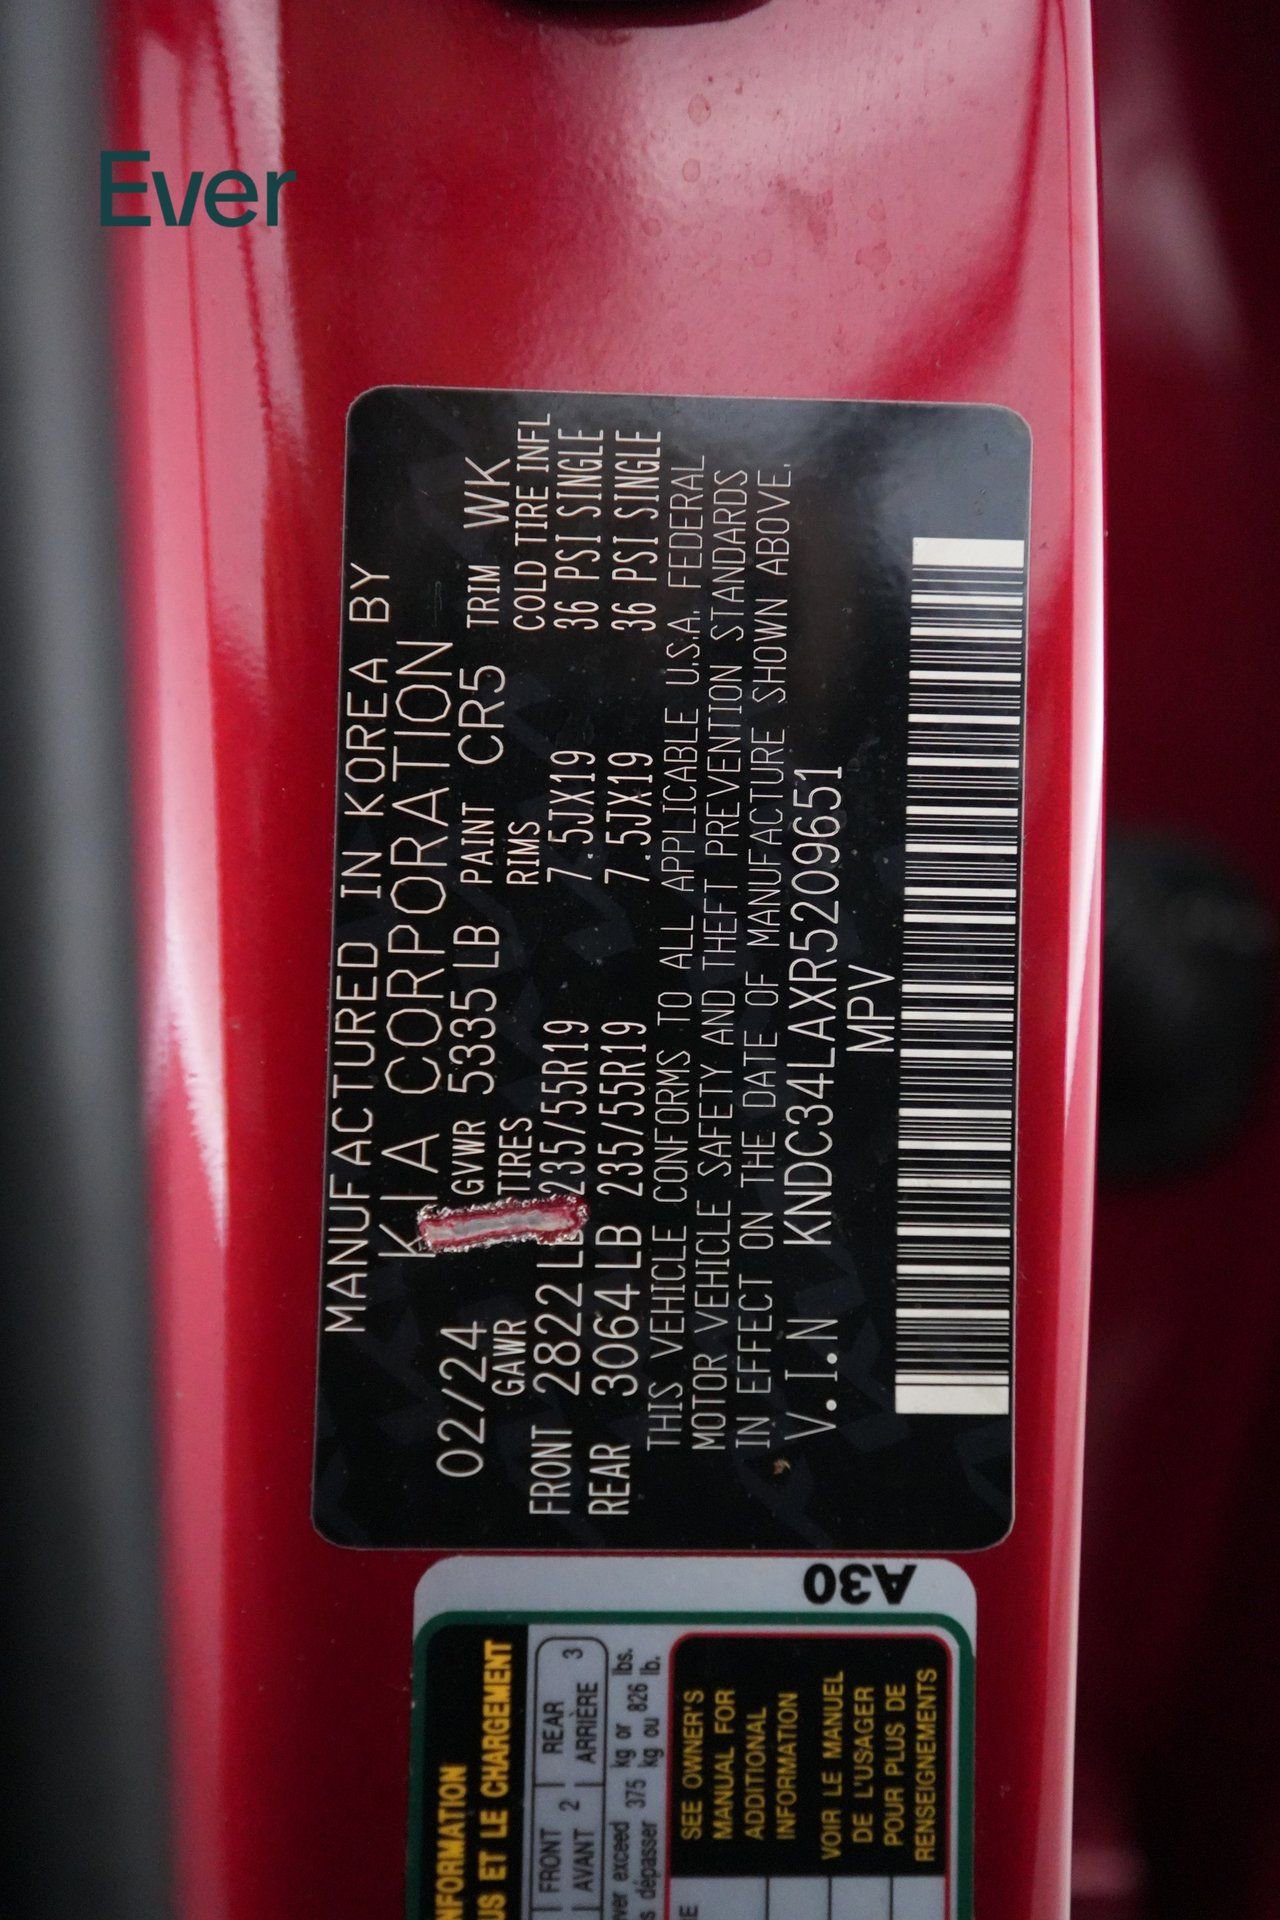 Ever
MANUFACTURED IN KOREA BY
KIA CORPORATION
02/24 GVWR 5335 LB PAINT CR5 TRIM WK
GAWR TIRES RIMS COLD TIRE INFL
FRONT 2822 LB 235/55R19 7.5JX19 36 PSI SINGLE
REAR 3064 LB 235/55R19 7.5JX19 36 PSI SINGLE
THIS VEHICLE CONFORMS TO ALL APPLICABLE U.S.A. FEDERAL
MOTOR VEHICLE SAFETY AND THEFT PREVENTION STANDARDS
IN EFFECT ON THE DATE OF MANUFACTURE SHOWN ABOVE.
V.I.N KNDC34LAXR5209651
MPV
A30
US ET LE CHARGEMENT
FRONT 2 REAR 3
AVANT ARRIÈRE
exceed 375 kg or 826 lbs.
dépasser kg ou lb.
SEE OWNER'S
MANUAL FOR
ADDITIONAL
INFORMATION
VOIR LE MANUEL
DE L'USAGER
POUR PLUS DE
RENSEIGNEMENTS